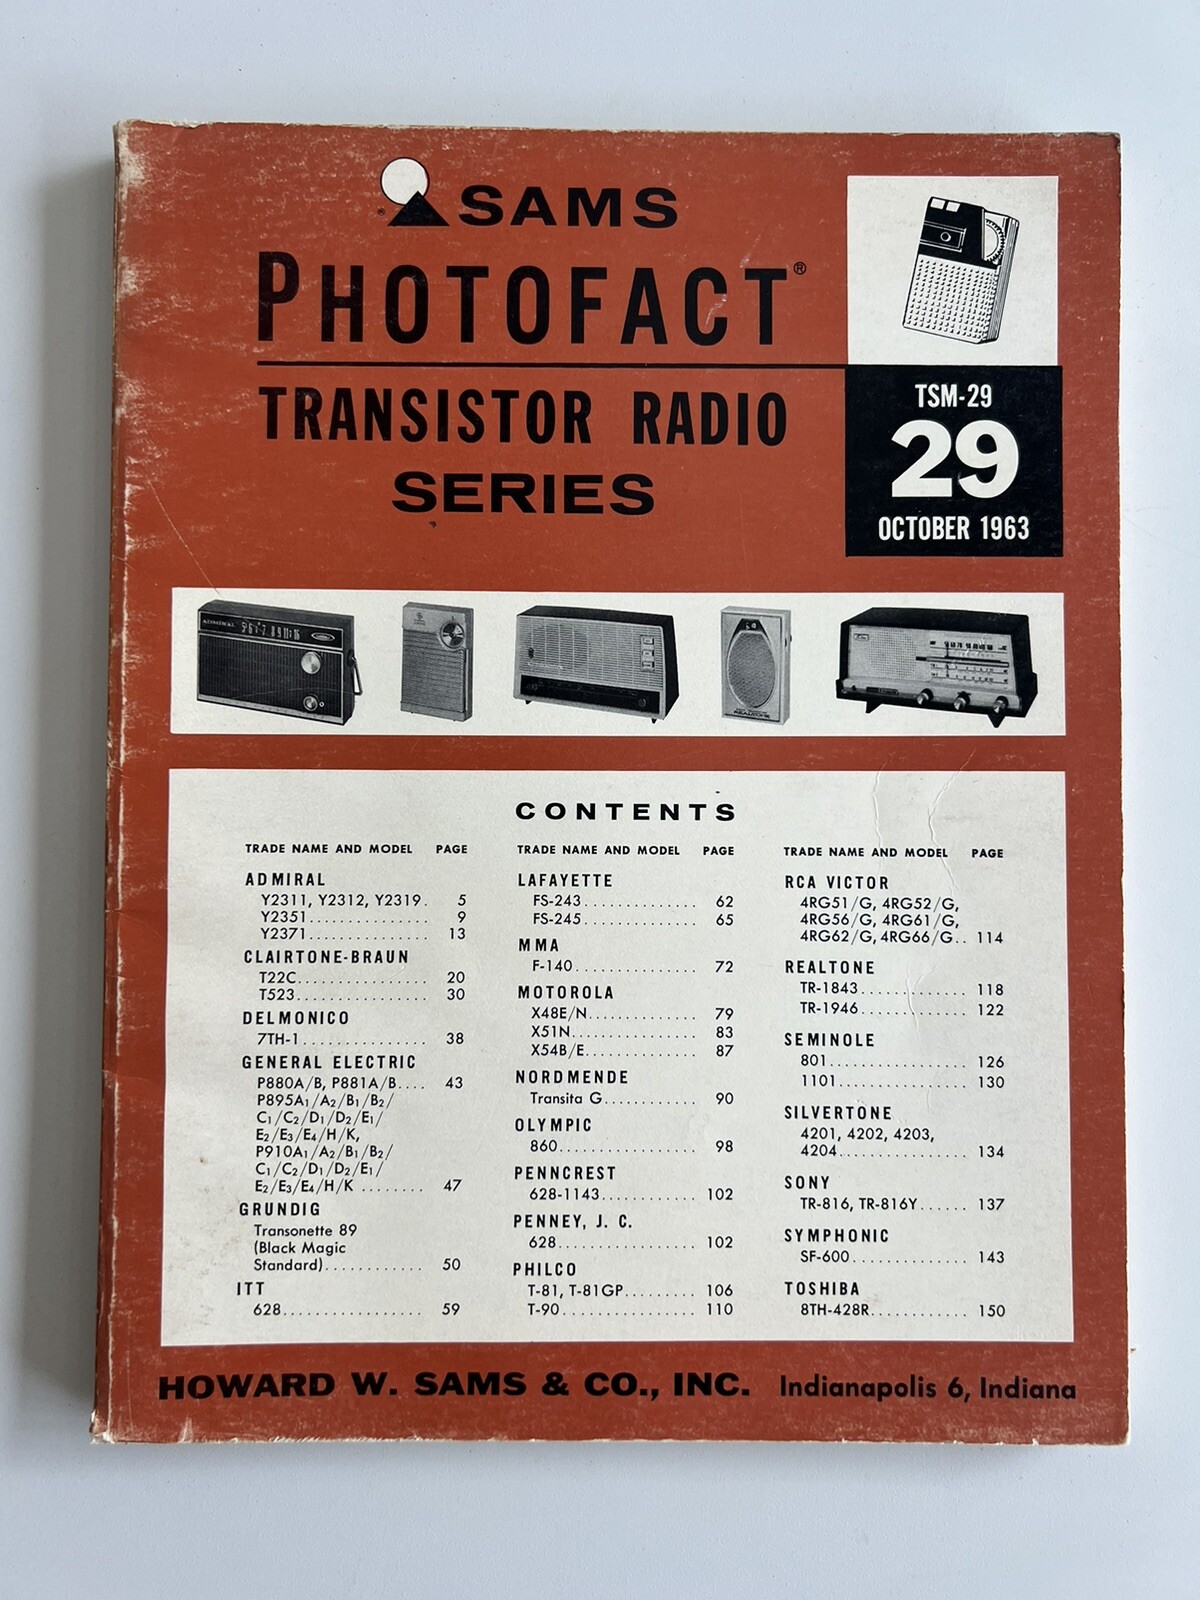 SAMS
PHOTOFACT®
TRANSISTOR RADIO
SERIES
TSM-29
29
OCTOBER 1963
ADMIRAL
REALTONE
CONTENTS
TRADE NAME AND MODEL PAGE
ADMIRAL
Y2311, Y2312, Y2319. 5
Y2351.............. 9
Y2371.............. 13
CLAIRTONE-BRAUN
T22C............... 20
T523............... 30
DELMONICO
7TH-1.............. 38
GENERAL ELECTRIC
P880A/B, P881A/B.... 43
P895A1/A2/B1/B2/
C1/C2/D1/D2/E1/
E2/E3/E4/H/K,
P910A1/A2/B1/B2/
C1/C2/D1/D2/E1/
E2/E3/E4/H/K ........ 47
GRUNDIG
Transonette 89
(Black Magic
Standard)............ 50
ITT
628................. 59
TRADE NAME AND MODEL PAGE
LAFAYETTE
FS-243.............. 62
FS-245.............. 65
MMA
F-140............... 72
MOTOROLA
X48E/N............. 79
X51N............... 83
X54B/E............. 87
NORDMENDE
Transita G........... 90
OLYMPIC
860................. 98
PENNCREST
628-1143............ 102
PENNEY, J. C.
628................. 102
PHILCO
T-81, T-81GP......... 106
T-90................ 110
TRADE NAME AND MODEL PAGE
RCA VICTOR
4RG51/G, 4RG52/G,
4RG56/G, 4RG61/G,
4RG62/G, 4RG66/G.. 114
REALTONE
TR-1843............. 118
TR-1946............. 122
SEMINOLE
801................. 126
1101................ 130
SILVERTONE
4201, 4202, 4203,
4204................ 134
SONY
TR-816, TR-816Y...... 137
SYMPHONIC
SF-600.............. 143
TOSHIBA
8TH-428R............ 150
HOWARD W. SAMS & CO., INC. Indianapolis 6, Indiana